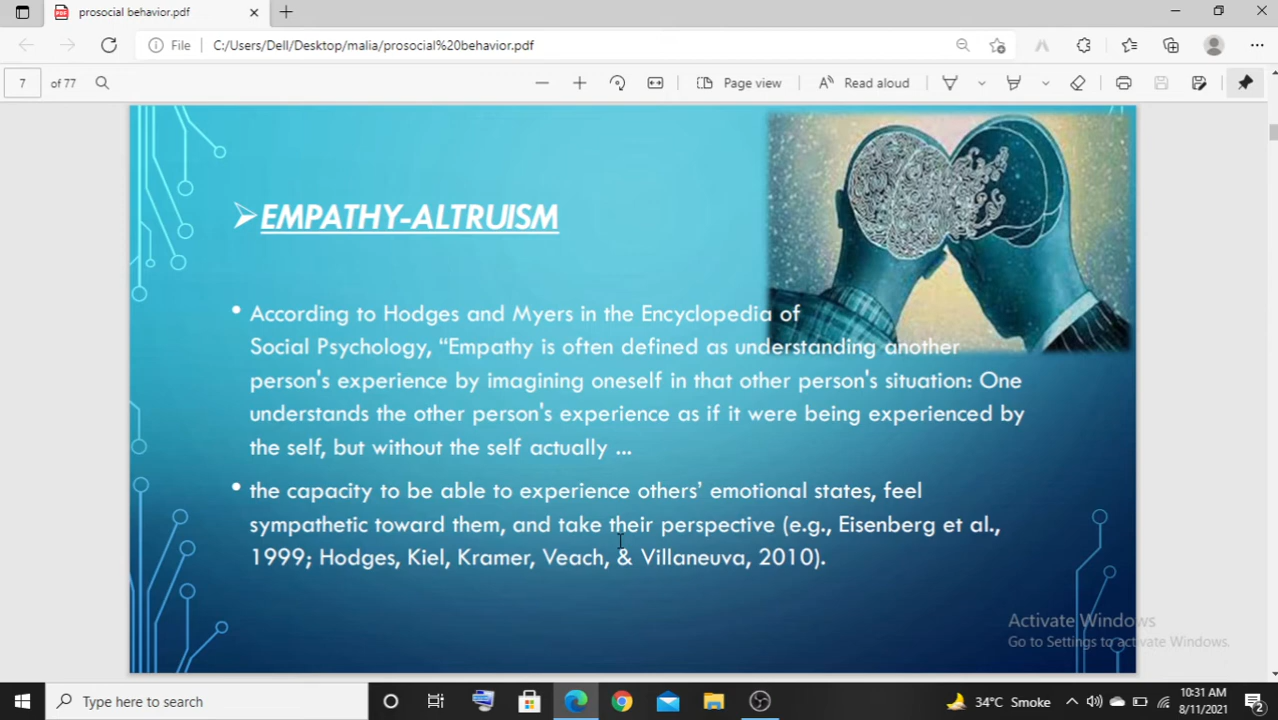 prosocial behavior.pdf
File C:/Users/Dell/Desktop/malia/prosocial%20behavior.pdf
7 of 77 Page view Read aloud
EMPATHY-ALTRUISM
• According to Hodges and Myers in the Encyclopedia of
Social Psychology, “Empathy is often defined as understanding another
person's experience by imagining oneself in that other person's situation: One
understands the other person's experience as if it were being experienced by
the self, but without the self actually ...
• the capacity to be able to experience others’ emotional states, feel
sympathetic toward them, and take their perspective (e.g., Eisenberg et al.,
1999; Hodges, Kiel, Kramer, Veach, & Villaneuva, 2010).
Activate Windows
Go to Settings to activate Windows.
Type here to search
34°C Smoke
10:31 AM
8/11/2021
2